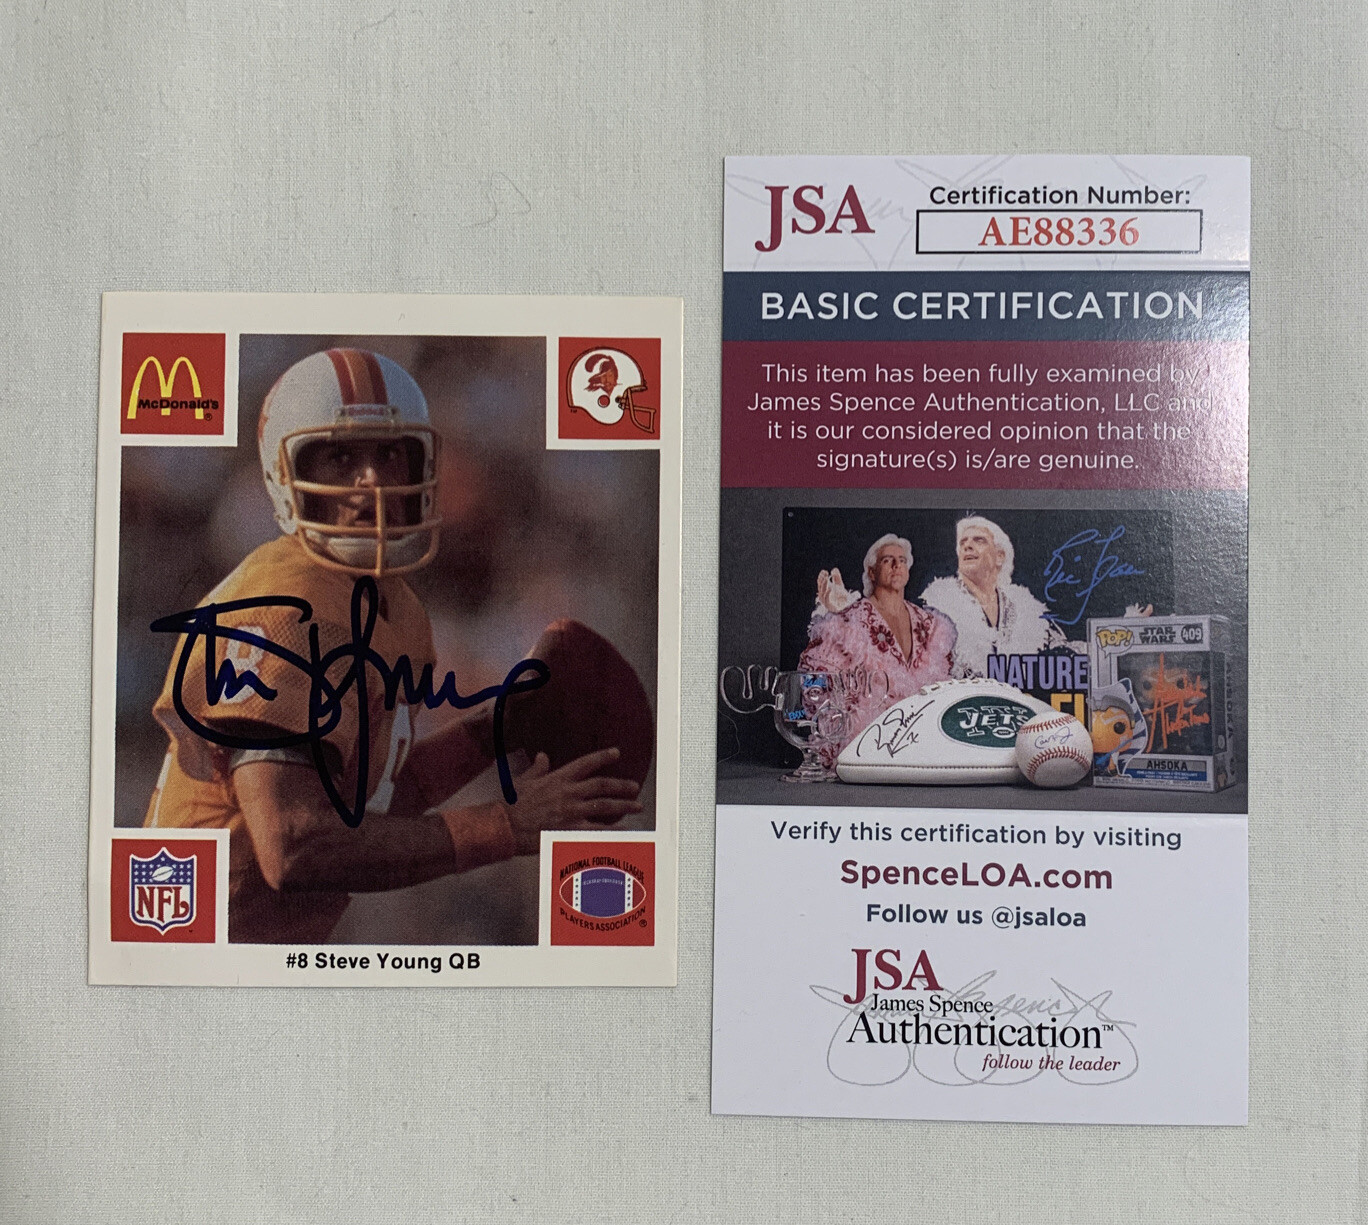 McDonald's
®
Riddell
8
NFL
NATIONAL FOOTBALL LEAGUE
PLAYERS ASSOCIATION ®
#8 Steve Young QB
JSA
Certification Number:
AE88336
BASIC CERTIFICATION
This item has been fully examined by
James Spence Authentication, LLC and
it is our considered opinion that the
signature(s) is/are genuine.
NATURE
JETS
POP!
STAR
WARS
409
AHSOKA
Verify this certification by visiting
SpenceLOA.com
Follow us @jsaloa
JSA
James Spence
Authentication™
follow the leader